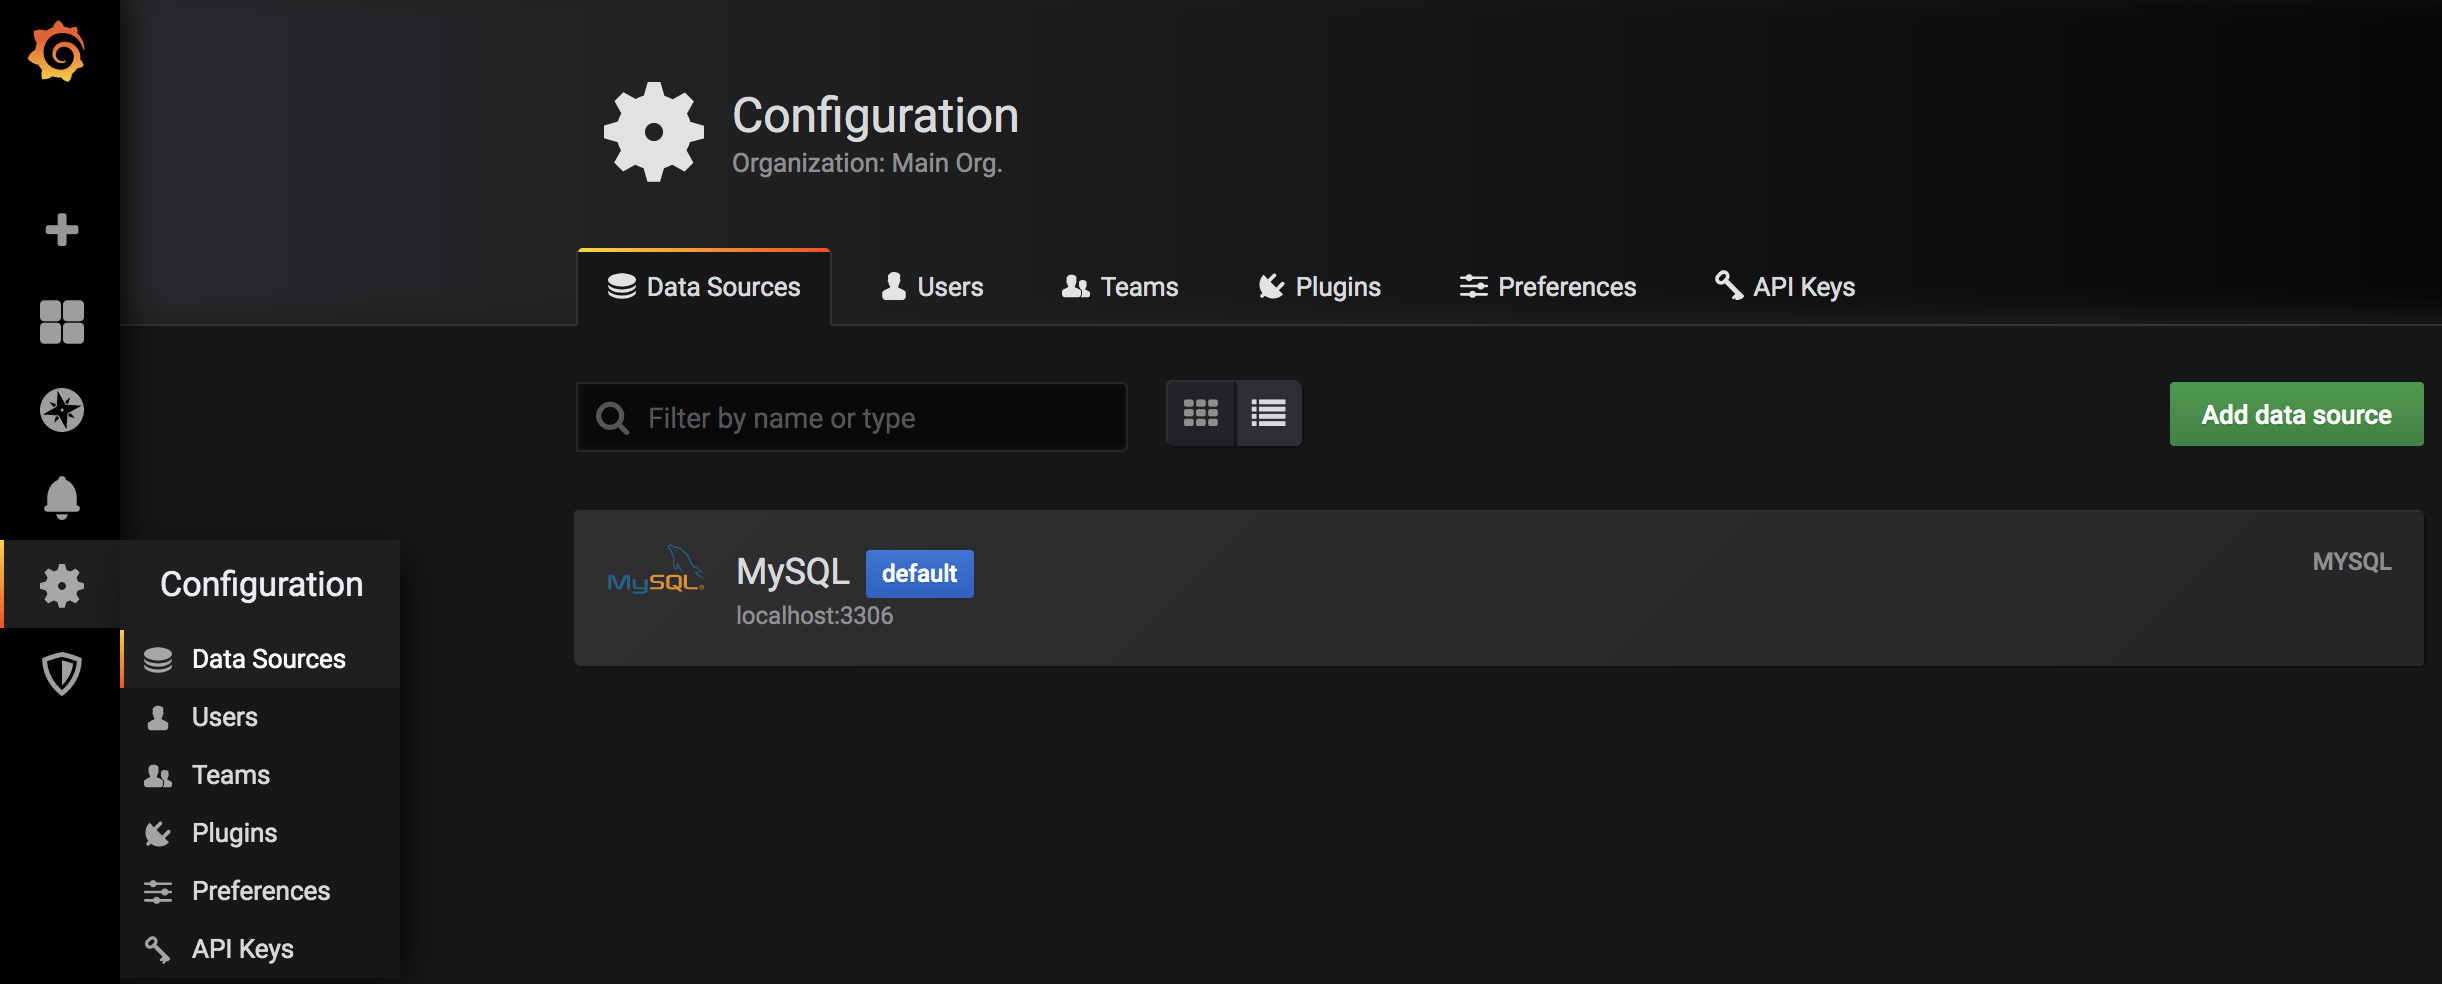 Configuration
Organization: Main Org.
Data Sources
Users
Teams
Plugins
Preferences
API Keys
Filter by name or type
Add data source
MySQL
MySQL
default
localhost:3306
MYSQL
Configuration
Data Sources
Users
Teams
Plugins
Preferences
API Keys